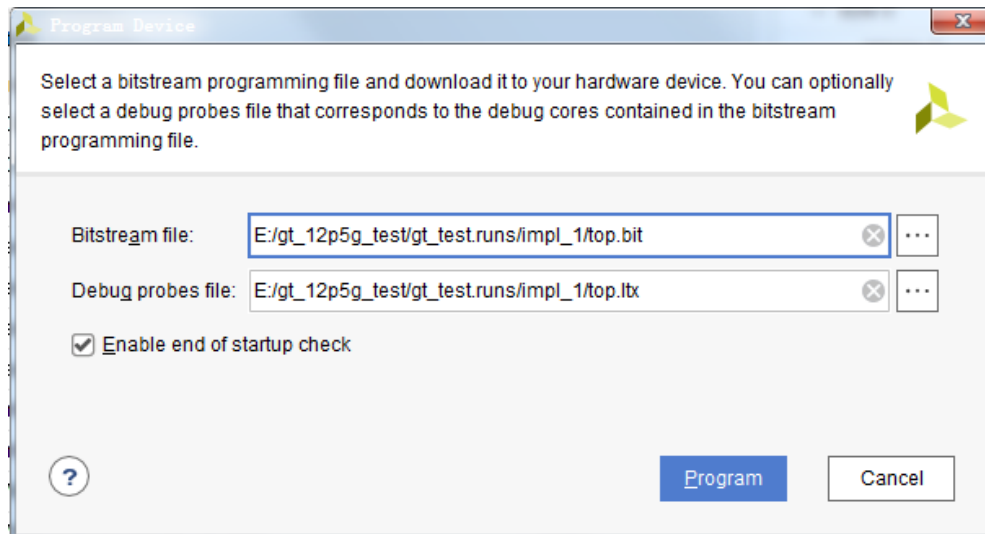 Program Device
Select a bitstream programming file and download it to your hardware device. You can optionally
select a debug probes file that corresponds to the debug cores contained in the bitstream
programming file.
Bitstream file: E:/gt_12p5g_test/gt_test.runs/impl_1/top.bit ...
Debug probes file: E:/gt_12p5g_test/gt_test.runs/impl_1/top.ltx ...
Enable end of startup check
? Program Cancel